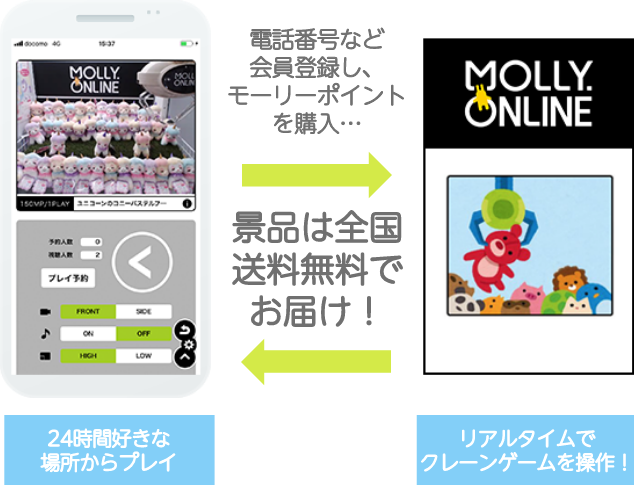 docomo 4G 15:37
MOLLY.
ONLINE
150MP/1PLAY ユニコーンのコニーパステルアー…
予約人数 0
視聴人数 2
プレイ予約
FRONT SIDE
ON OFF
HIGH LOW
24時間好きな
場所からプレイ
電話番号など
会員登録し、
モーリーポイント
を購入…
景品は全国
送料無料で
お届け！
MOLLY.
ONLINE
リアルタイムで
クレーンゲームを操作！